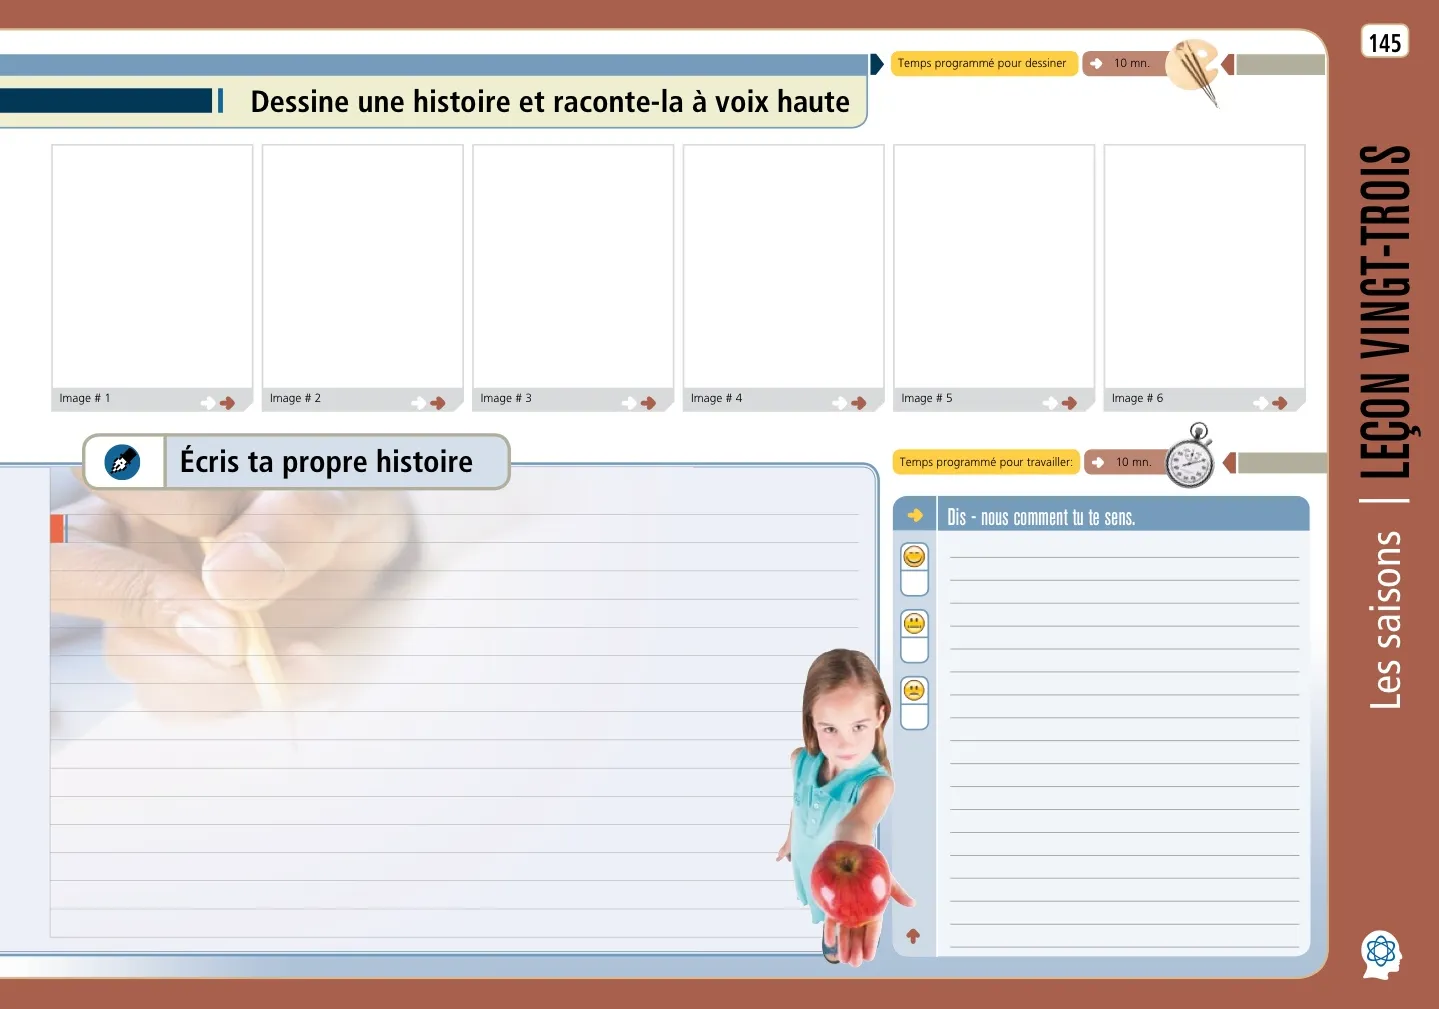 145
Temps programmé pour dessiner
10 mn.
Dessine une histoire et raconte-la à voix haute
Image # 1
Image # 2
Image # 3
Image # 4
Image # 5
Image # 6
Écris ta propre histoire
Temps programmé pour travailler:
10 mn.
Dis - nous comment tu te sens.
LEÇON VINGT-TROIS
Les saisons